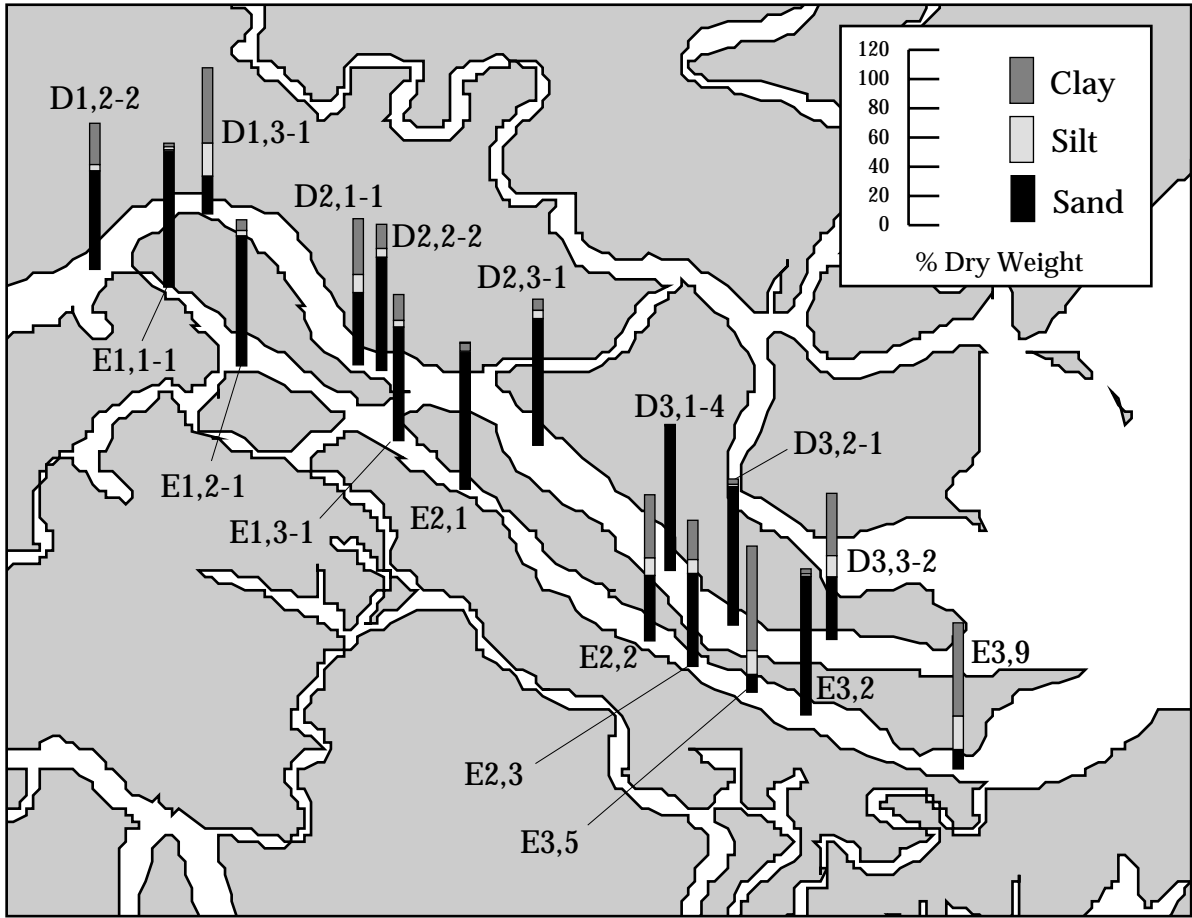 120
100
80
60
40
20
0
Clay
Silt
Sand
% Dry Weight
D1,2-2
D1,3-1
D2,1-1
D2,2-2
D2,3-1
E1,1-1
D3,1-4
D3,2-1
E1,2-1
E1,3-1
E2,1
D3,3-2
E2,2
E3,9
E3,2
E2,3
E3,5